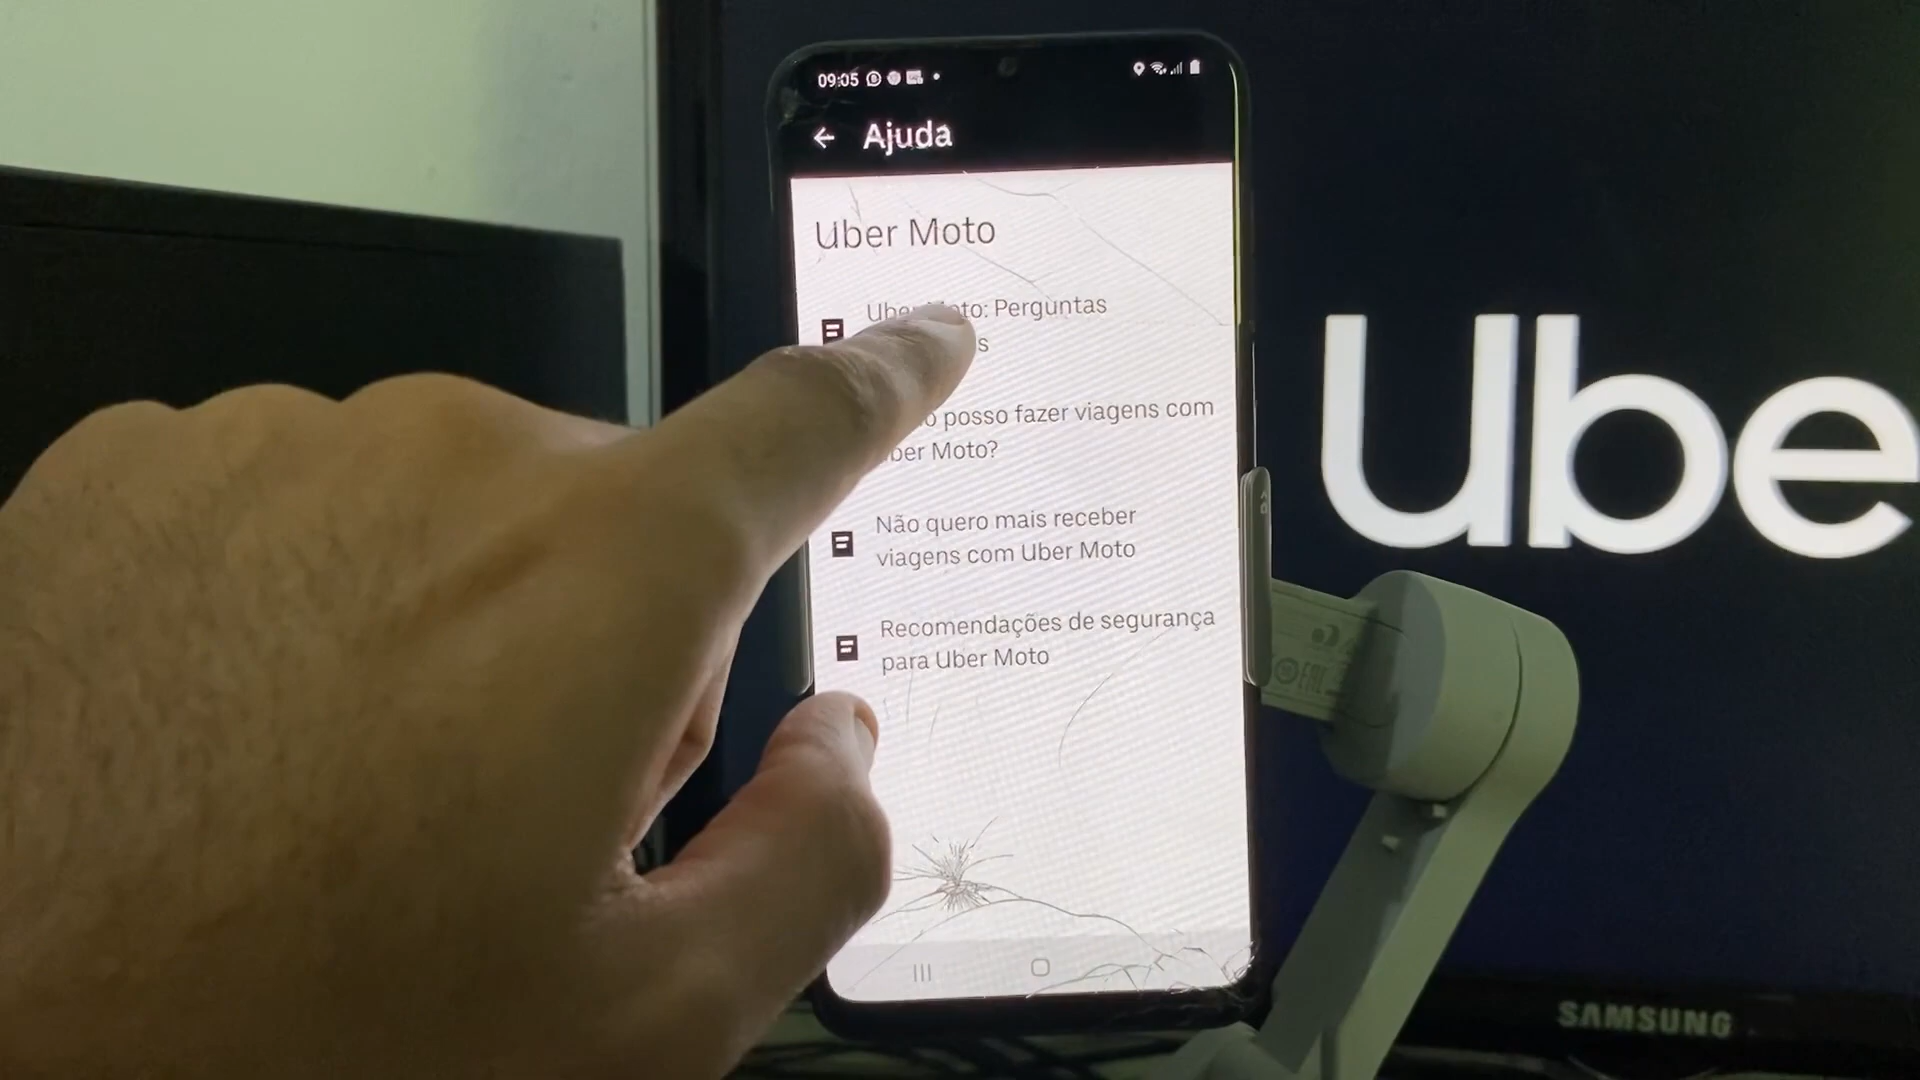 09:05
Ajuda
Uber Moto
Perguntas
posso fazer viagens com
Moto?
Não quero mais receber
viagens com Uber Moto
Recomendações de segurança
para Uber Moto
Ube
SAMSUNG